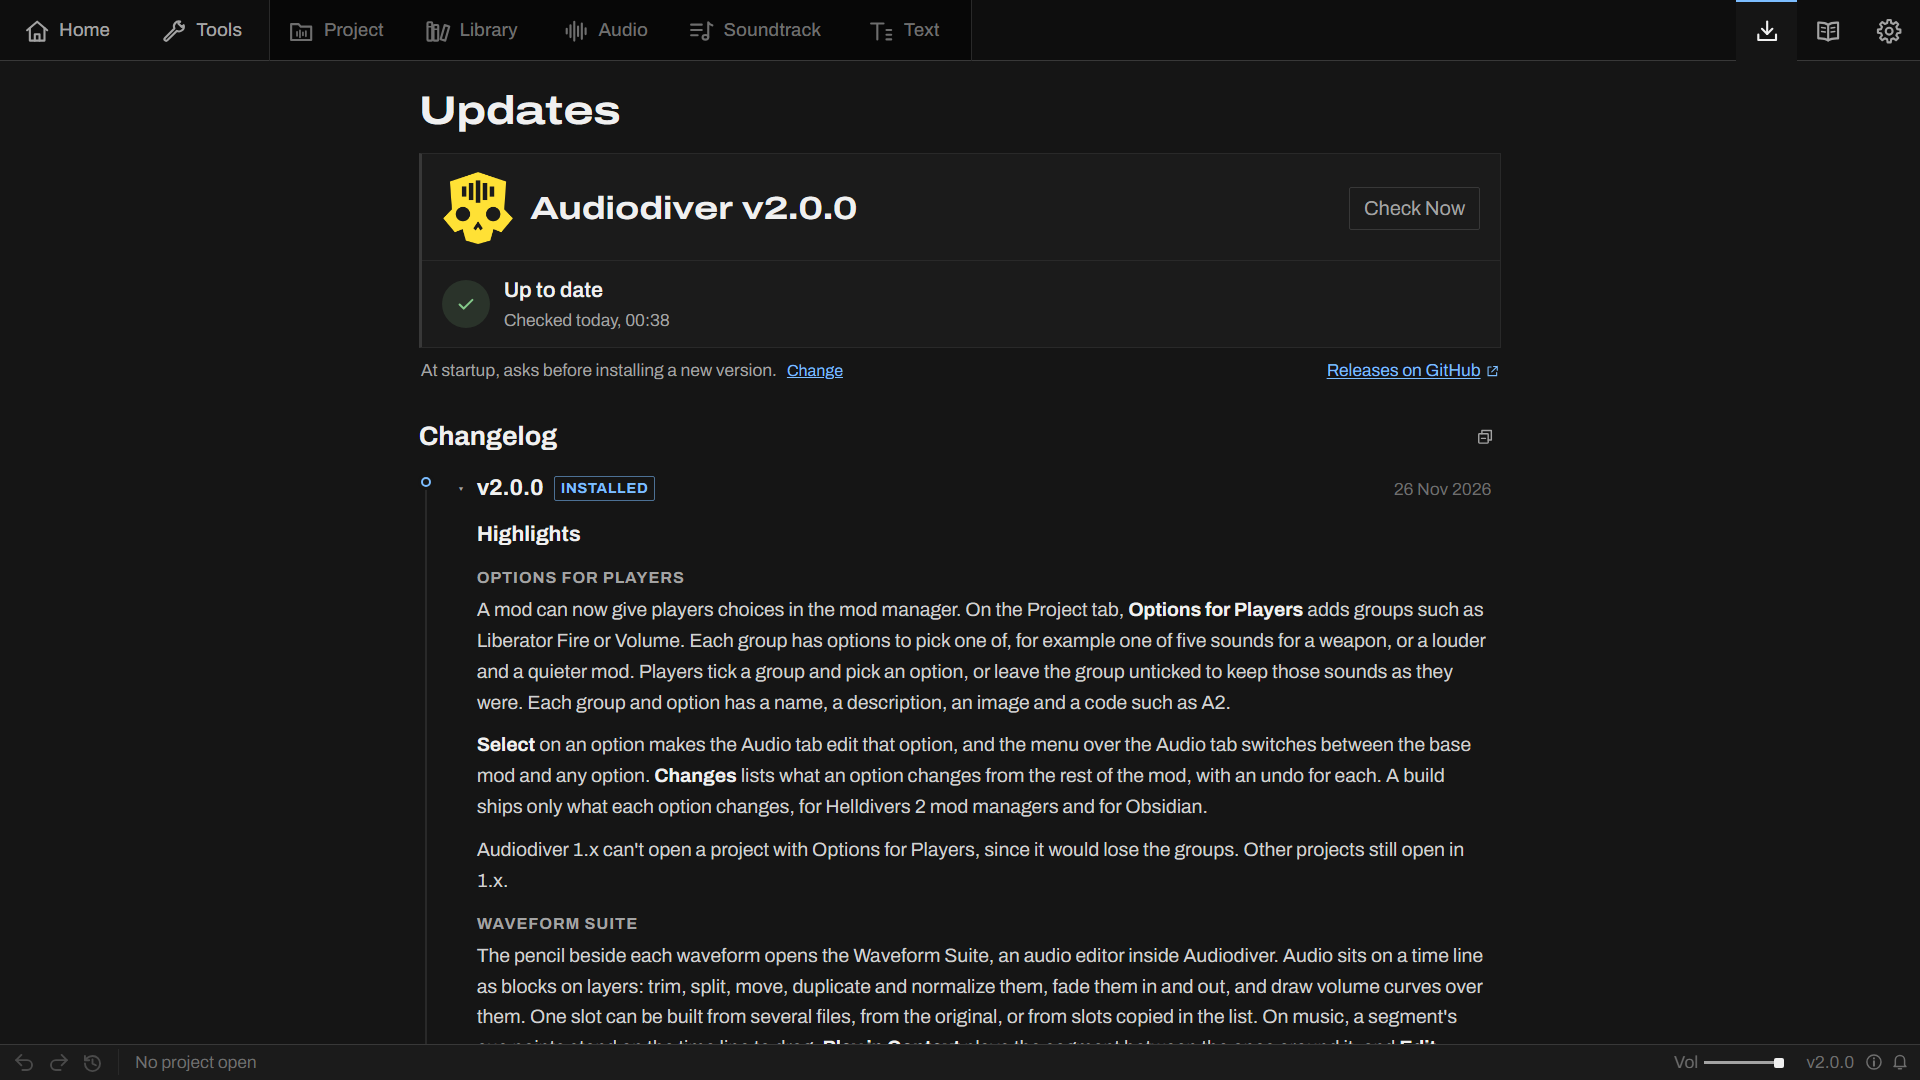 Home
Tools
Project
Library
Audio
Soundtrack
Text
Updates
Audiodiver v2.0.0
Check Now
Up to date
Checked today, 00:38
At startup, asks before installing a new version. Change
Releases on GitHub
Changelog
v2.0.0 INSTALLED
26 Nov 2026
Highlights
OPTIONS FOR PLAYERS
A mod can now give players choices in the mod manager. On the Project tab, Options for Players adds groups such as
Liberator Fire or Volume. Each group has options to pick one of, for example one of five sounds for a weapon, or a louder
and a quieter mod. Players tick a group and pick an option, or leave the group unticked to keep those sounds as they
were. Each group and option has a name, a description, an image and a code such as A2.
Select on an option makes the Audio tab edit that option, and the menu over the Audio tab switches between the base
mod and any option. Changes lists what an option changes from the rest of the mod, with an undo for each. A build
ships only what each option changes, for Helldivers 2 mod managers and for Obsidian.
Audiodiver 1.x can't open a project with Options for Players, since it would lose the groups. Other projects still open in
1.x.
WAVEFORM SUITE
The pencil beside each waveform opens the Waveform Suite, an audio editor inside Audiodiver. Audio sits on a time line
as blocks on layers: trim, split, move, duplicate and normalize them, fade them in and out, and draw volume curves over
them. One slot can be built from several files, from the original, or from slots copied in the list. On music, a segment's
No project open
Vol
v2.0.0